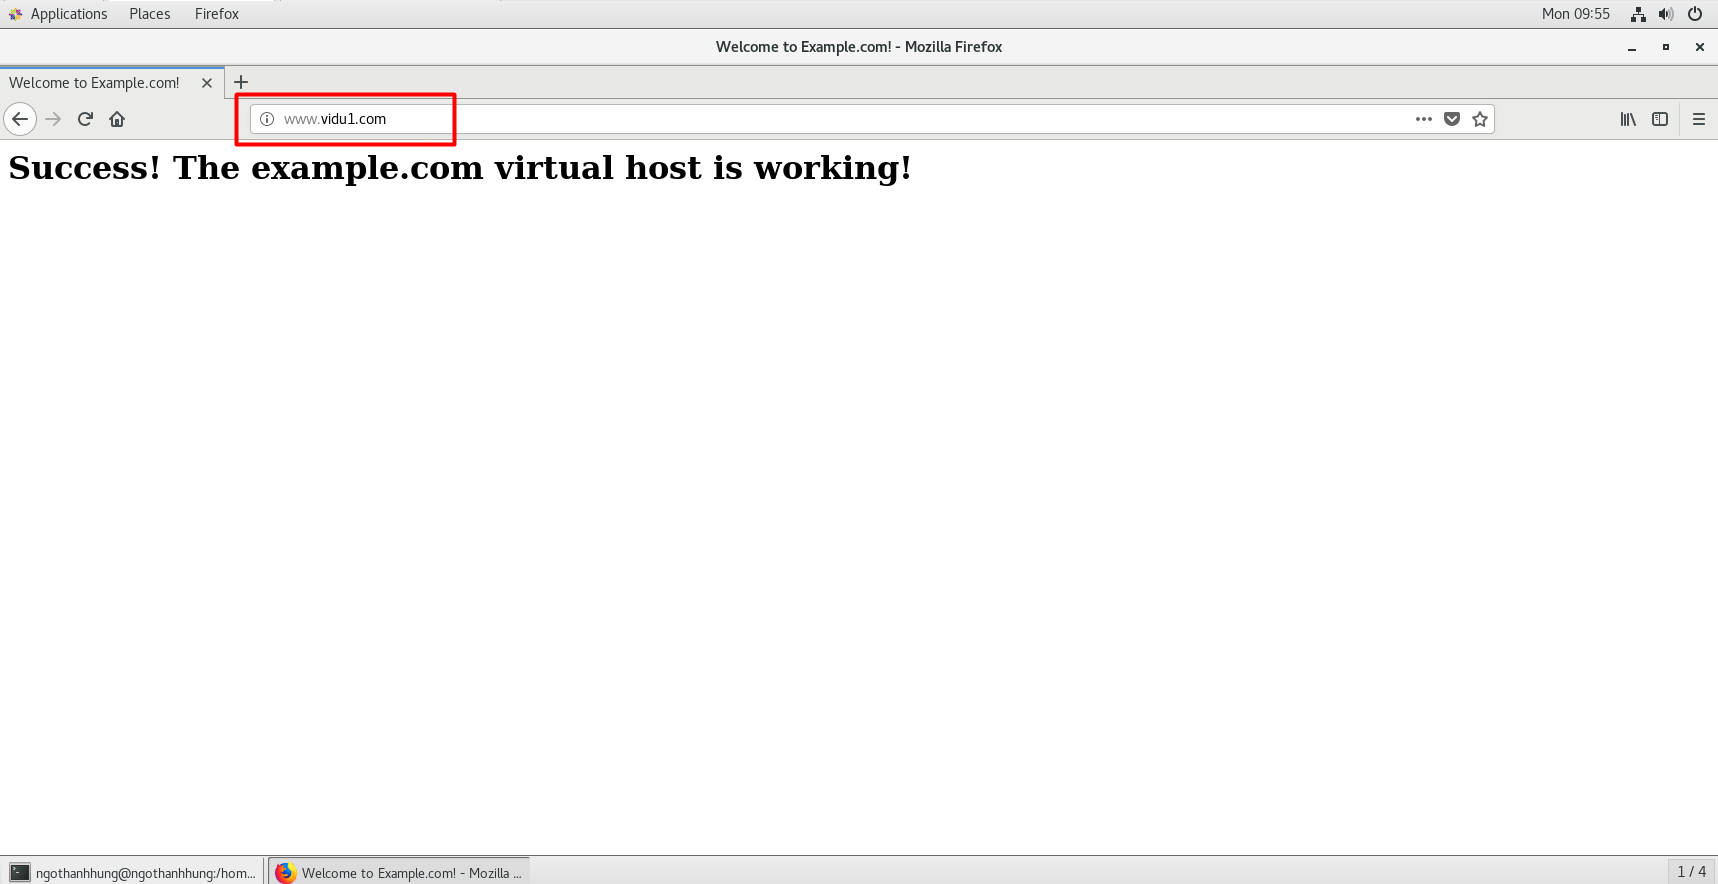 Applications Places Firefox Mon 09:55
Welcome to Example.com! - Mozilla Firefox
Welcome to Example.com!
www.vidu1.com
Success! The example.com virtual host is working!
ngothanhhung@ngothanhhung:/hom... Welcome to Example.com! - Mozilla ... 1 / 4